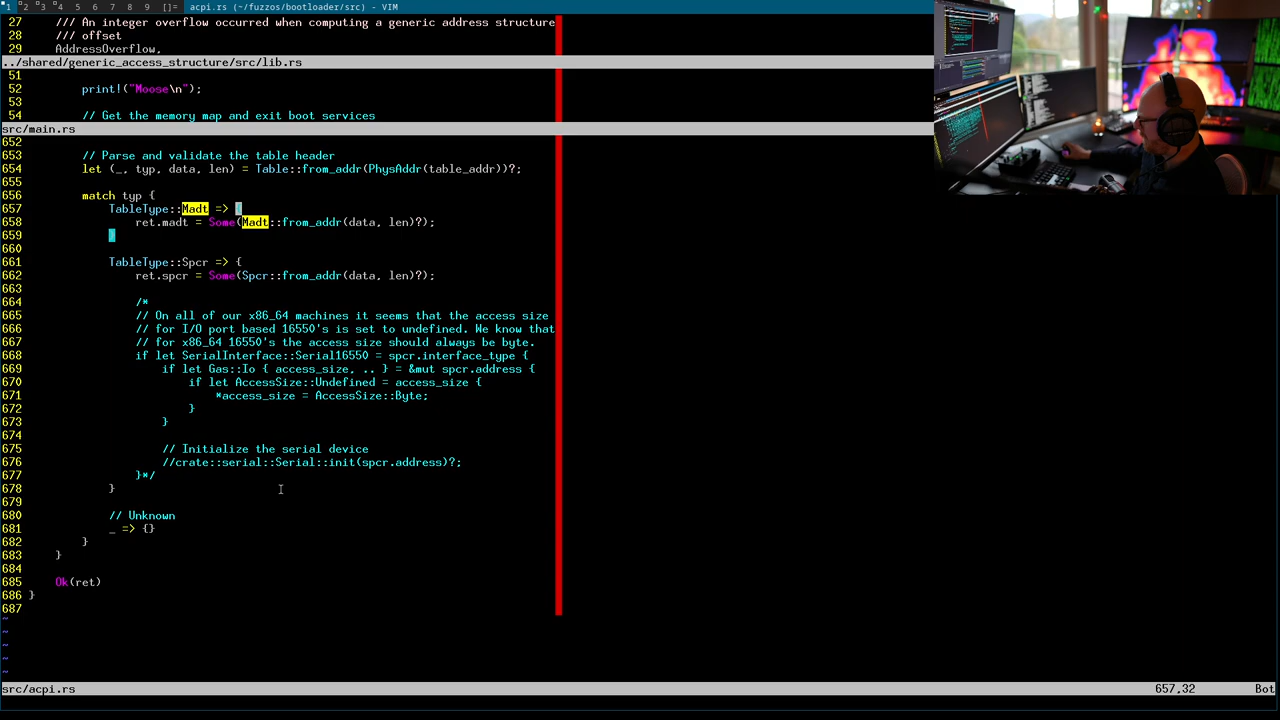 1 2 3 4 5 6 7 8 9 []= acpi.rs (~/fuzzos/bootloader/src) - VIM
27     /// An integer overflow occurred when computing a generic address structure
28     /// offset
29     AddressOverflow,
../shared/generic_access_structure/src/lib.rs
51
52         print!("Moose\n");
53
54         // Get the memory map and exit boot services
src/main.rs
652
653         // Parse and validate the table header
654         let (_, typ, data, len) = Table::from_addr(PhysAddr(table_addr))?;
655
656         match typ {
657             TableType::Madt => {
658                 ret.madt = Some(Madt::from_addr(data, len)?);
659             }
660
661             TableType::Spcr => {
662                 ret.spcr = Some(Spcr::from_addr(data, len)?);
663
664                 /*
665                 // On all of our x86_64 machines it seems that the access size
666                 // for I/O port based 16550's is set to undefined. We know that
667                 // for x86_64 16550's the access size should always be byte.
668                 if let SerialInterface::Serial16550 = spcr.interface_type {
669                     if let Gas::Io { access_size, .. } = &mut spcr.address {
670                         if let AccessSize::Undefined = access_size {
671                             *access_size = AccessSize::Byte;
672                         }
673                     }
674
675                     // Initialize the serial device
676                     //crate::serial::Serial::init(spcr.address)?;
677                 }*/
678             }
679
680             // Unknown
681             _ => {}
682         }
683     }
684
685     Ok(ret)
686 }
687
~
~
~
~
~
src/acpi.rs 657,32 Bot